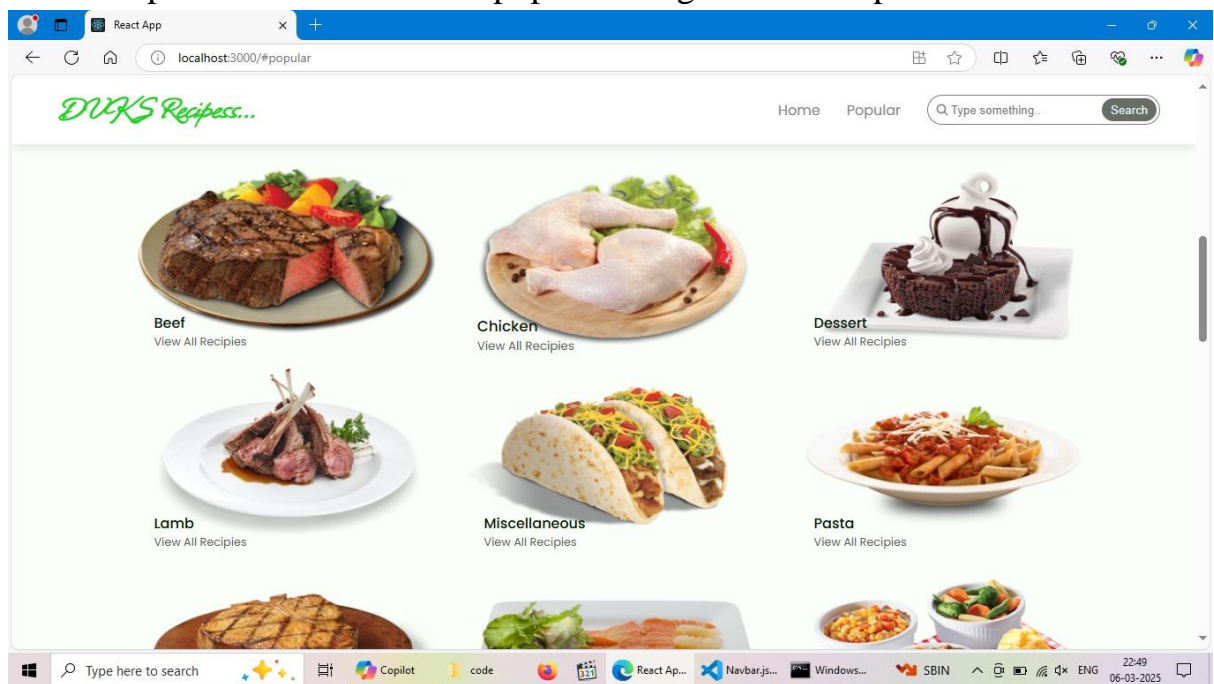 React App
localhost:3000/#popular
DUKS Recipess...
Home Popular Type something.. Search
Beef
View All Recipies
Chicken
View All Recipies
Dessert
View All Recipies
Lamb
View All Recipies
Miscellaneous
View All Recipies
Pasta
View All Recipies
Type here to search Copilot code 321 React Ap... Navbar.js... Windows... SBIN ENG 22:49
06-03-2025